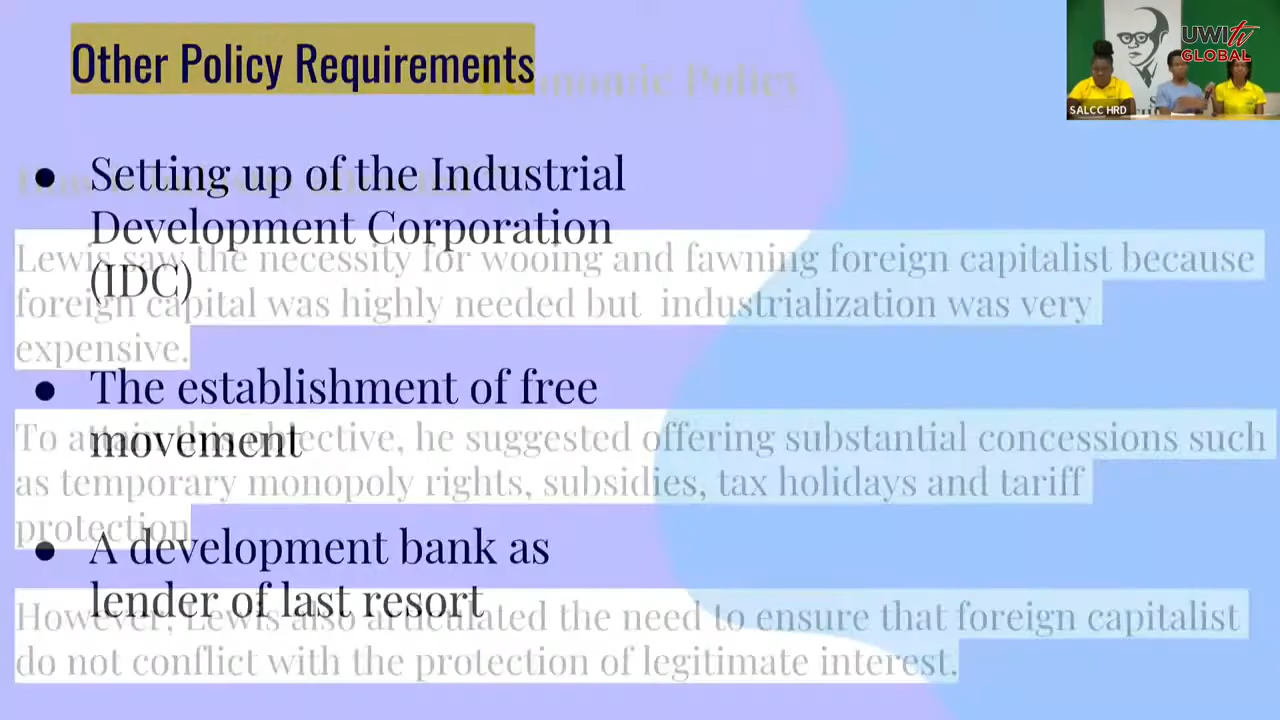 Other Policy Requirements
nomic Policy
UWI tv
GLOBAL
SALCC HRD
● Setting up of the Industrial
Development Corporation
(IDC)
Lewis saw the necessity for wooing and fawning foreign capitalist because
foreign capital was highly needed but industrialization was very
expensive.
● The establishment of free
movement
To attain this objective, he suggested offering substantial concessions such
as temporary monopoly rights, subsidies, tax holidays and tariff
protection
● A development bank as
lender of last resort
However, Lewis also articulated the need to ensure that foreign capitalist
do not conflict with the protection of legitimate interest.